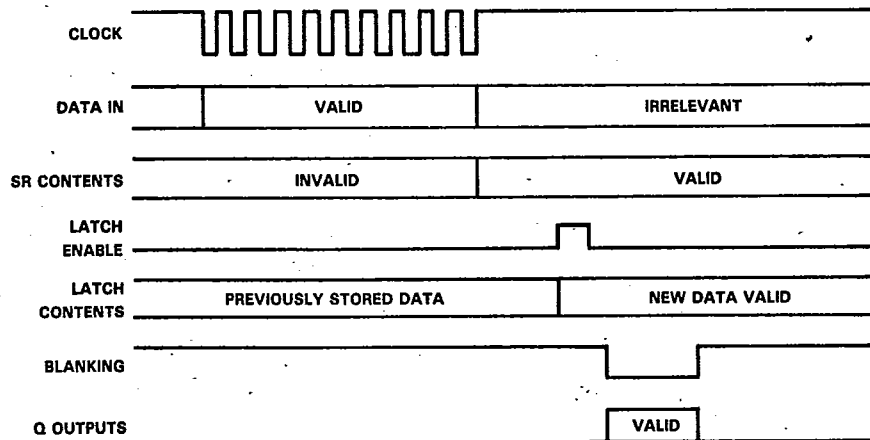 CLOCK
DATA IN
VALID
IRRELEVANT
SR CONTENTS
INVALID
VALID
LATCH
ENABLE
LATCH
CONTENTS
PREVIOUSLY STORED DATA
NEW DATA VALID
BLANKING
Q OUTPUTS
VALID